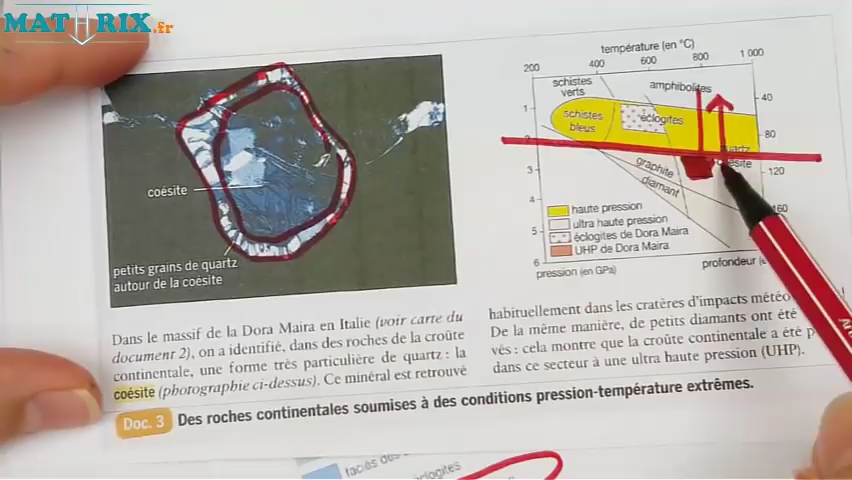 MATHRIX.fr
coésite
petits grains de quartz
autour de la coésite
température (en °C)
200 400 600 800 1 000
schistes
verts
amphibolites
schistes
bleus
éclogites
1
3
4
5
6
40
80
120
quartz
coésite
graphite
diamant
haute pression
ultra haute pression
éclogites de Dora Maira
UHP de Dora Maira
pression (en GPa)
profondeur
Dans le massif de la Dora Maira en Italie (voir carte du
document 2), on a identifié, dans des roches de la croûte
continentale, une forme très particulière de quartz : la
coésite (photographie ci-dessus). Ce minéral est retrouvé
habituellement dans les cratères d'impacts
De la même manière, de petits diamants ont été
vés : cela montre que la croûte continentale a été
dans ce secteur à une ultra haute pression (UHP).
Doc. 3 Des roches continentales soumises à des conditions pression-température extrêmes.
faciès des
éclogites